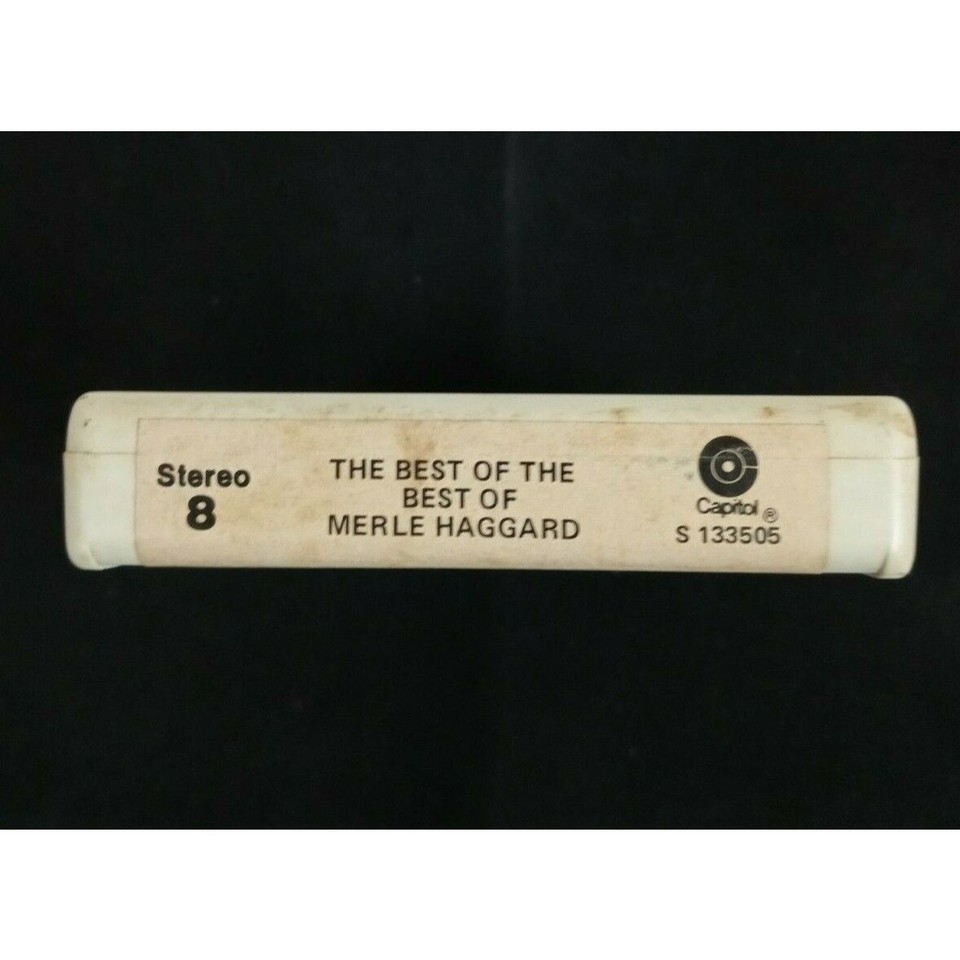 Stereo
8
THE BEST OF THE
BEST OF
MERLE HAGGARD
Capitol ®
S 133505